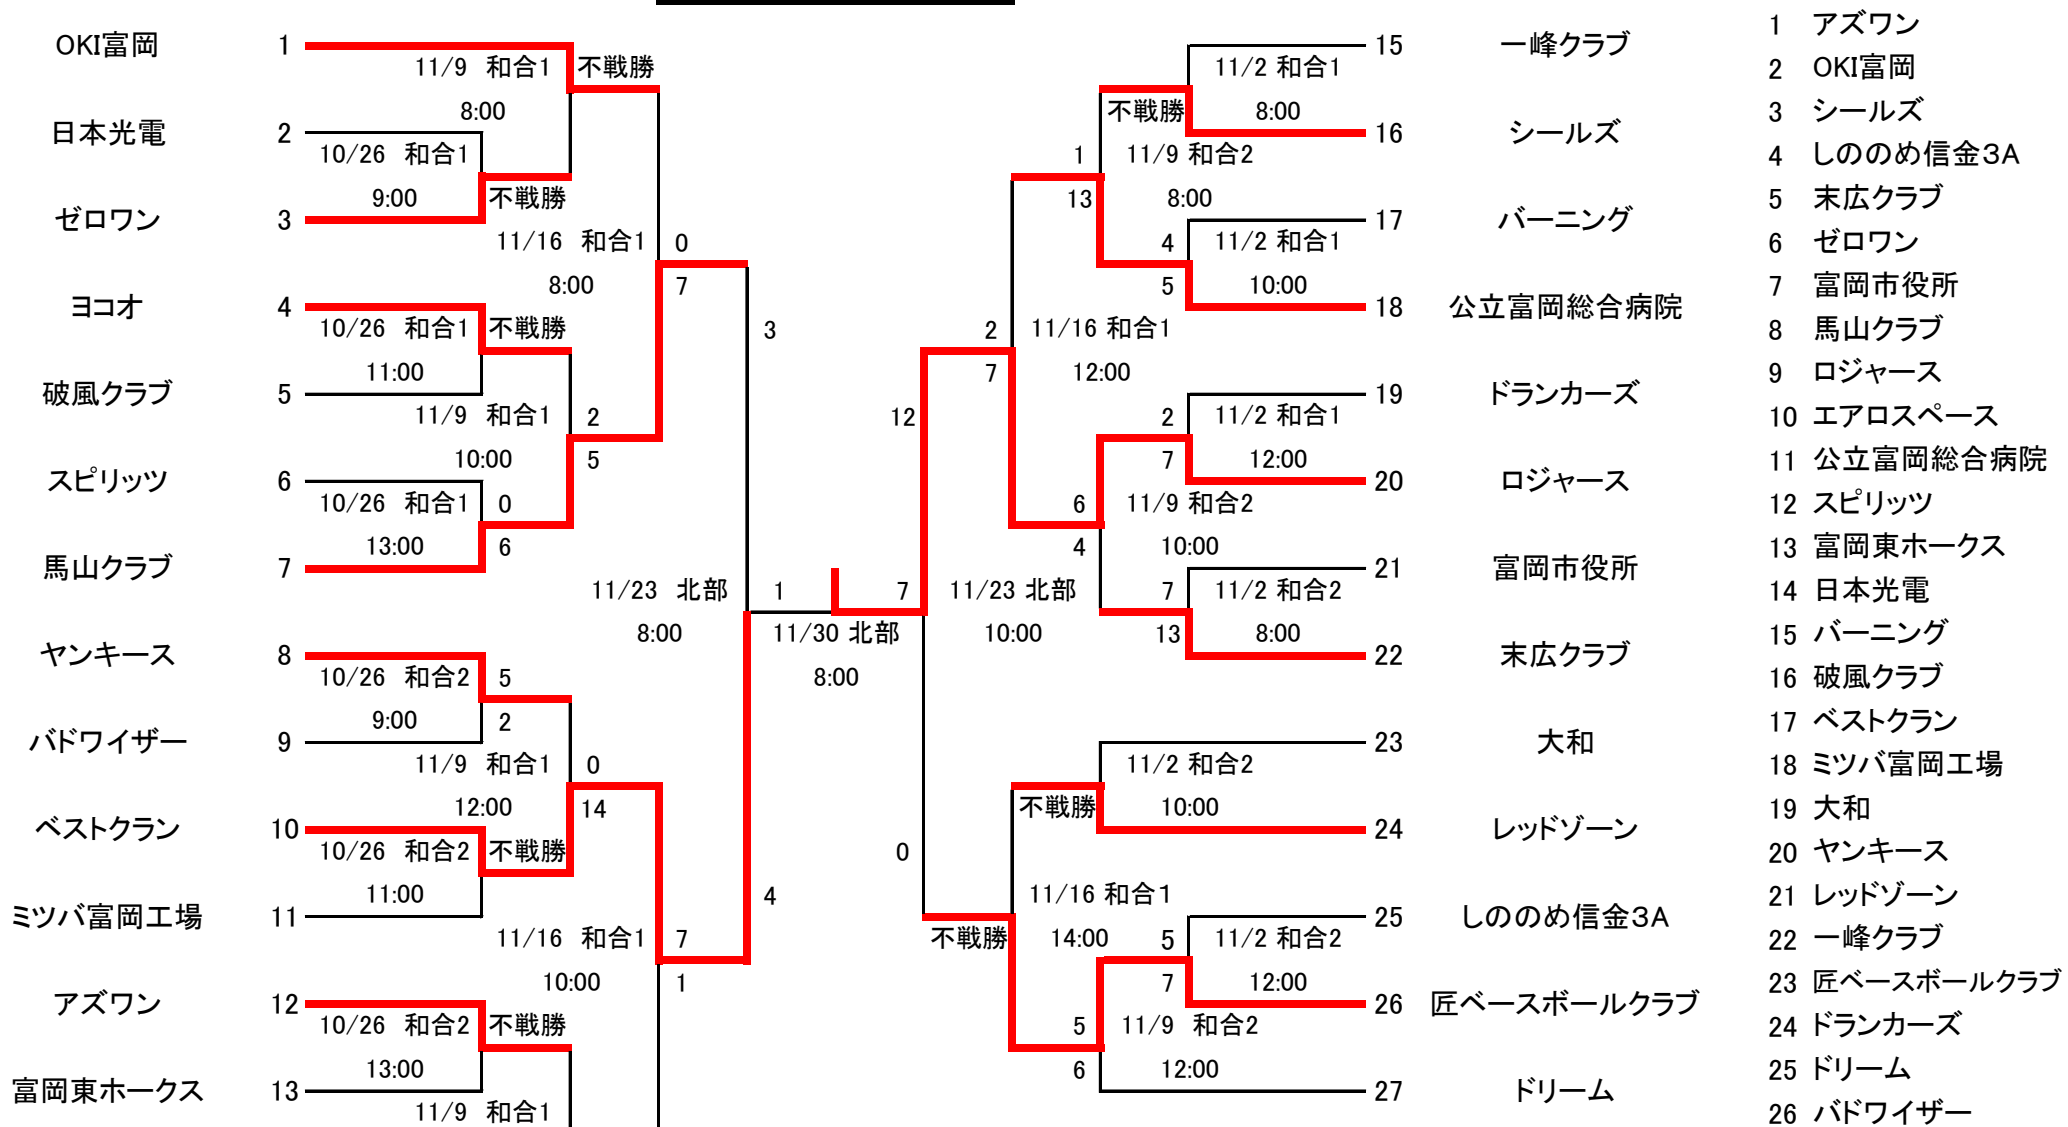 OKI富岡 1
11/9 和合1 不戦勝
8:00
日本光電 2
10/26 和合1
9:00 不戦勝
ゼロワン 3
11/16 和合1 0
8:00 7
ヨコオ 4
10/26 和合1 不戦勝
11:00
破風クラブ 5
11/9 和合1 2
10:00 5
スピリッツ 6
10/26 和合1 0
13:00 6
馬山クラブ 7
3
11/23 北部 1
8:00
ヤンキース 8
10/26 和合2 5
9:00 2
バドワイザー 9
11/9 和合1 0
12:00 14
ベストクラン 10
10/26 和合2 不戦勝
11:00
ミツバ富岡工場 11
4
11/16 和合1 7
10:00 1
アズワン 12
10/26 和合2 不戦勝
13:00
富岡東ホークス 13
11/9 和合1
11/30 北部
8:00
7
12
0
15 一峰クラブ
11/2 和合1
不戦勝 8:00
16 シールズ
1 11/9 和合2
13 8:00
17 バーニング
4 11/2 和合1
5 10:00
18 公立富岡総合病院
2 11/16 和合1
7 12:00
19 ドランカーズ
2 11/2 和合1
7 12:00
20 ロジャース
6 11/9 和合2
4 10:00
21 富岡市役所
7 11/2 和合2
13 8:00
22 末広クラブ
11/23 北部
10:00
23 大和
11/2 和合2
不戦勝 10:00
24 レッドゾーン
11/16 和合1
不戦勝 14:00
25 しののめ信金3A
5 11/2 和合2
7 12:00
26 匠ベースボールクラブ
5 11/9 和合2
6 12:00
27 ドリーム
1 アズワン
2 OKI富岡
3 シールズ
4 しののめ信金3A
5 末広クラブ
6 ゼロワン
7 富岡市役所
8 馬山クラブ
9 ロジャース
10 エアロスペース
11 公立富岡総合病院
12 スピリッツ
13 富岡東ホークス
14 日本光電
15 バーニング
16 破風クラブ
17 ベストクラン
18 ミツバ富岡工場
19 大和
20 ヤンキース
21 レッドゾーン
22 一峰クラブ
23 匠ベースボールクラブ
24 ドランカーズ
25 ドリーム
26 バドワイザー